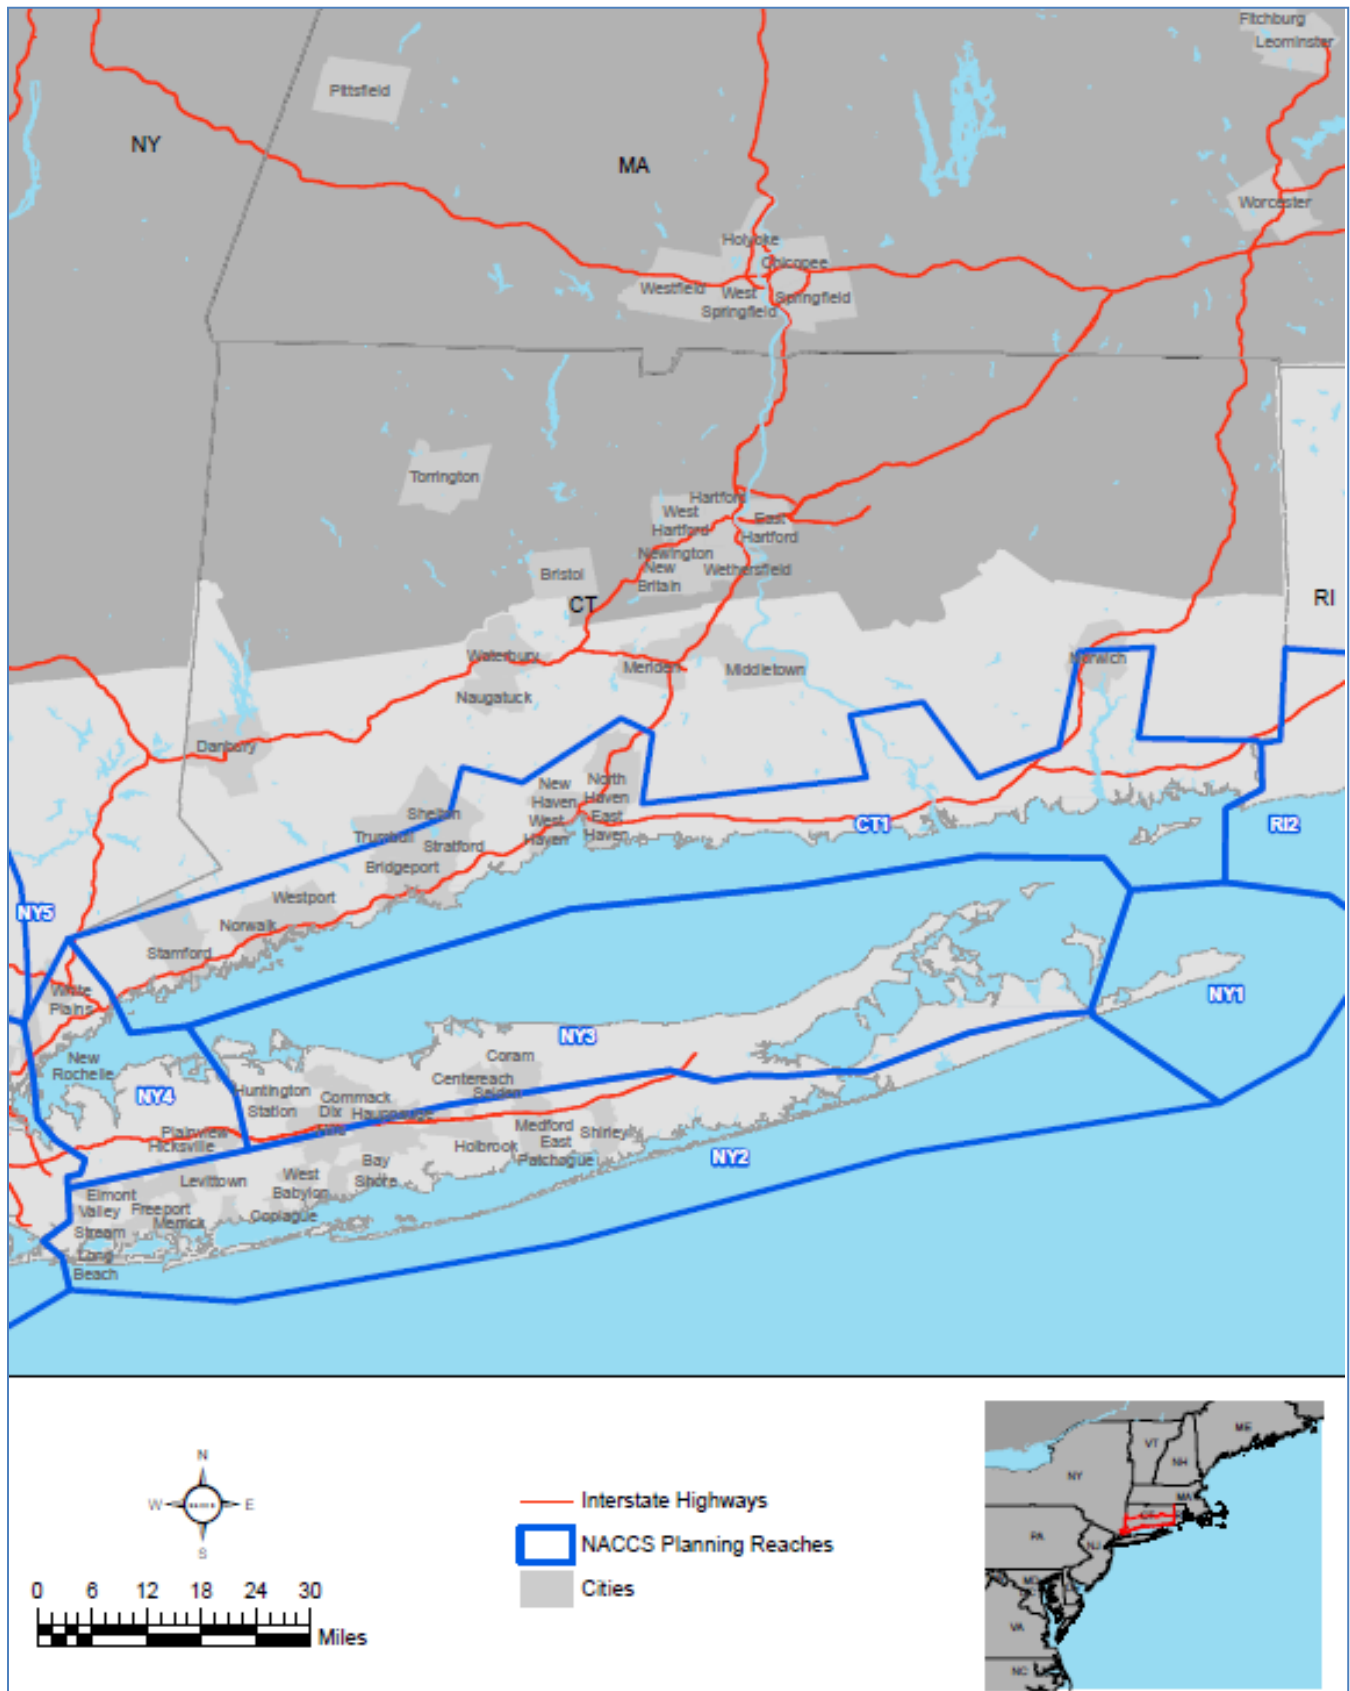 Fitchburg
Leominster
Pittsfield
NY
MA
Worcester
Holyoke
Chicopee
Westfield
West
Springfield
Springfield
Torrington
Hartford
West
Hartford
East
Hartford
Newington
New
Britain
Wethersfield
Bristol
CT
RI
Waterbury
Meriden
Middletown
Norwich
Naugatuck
Danbury
New
Haven
North
Haven
West
Haven
East
Haven
Shelton
Trumbull
Stratford
Bridgeport
CT1
RI2
Westport
Norwalk
Stamford
NY5
White
Plains
NY1
NY3
New
Rochelle
NY4
Coram
Centereach
Selden
Huntington
Station
Commack
Dix
Hills
Hauppauge
Plainview
Hicksville
Medford
East
Patchogue
Shirley
Holbrook
NY2
Bay
Shore
West
Babylon
Levittown
Copiague
Elmont
Valley
Stream
Freeport
Merrick
Long
Beach
N
W
E
S
0 6 12 18 24 30
Miles
Interstate Highways
NACCS Planning Reaches
Cities
ME
VT
NH
NY
MA
CT
PA
NJ
MD
VA
NC